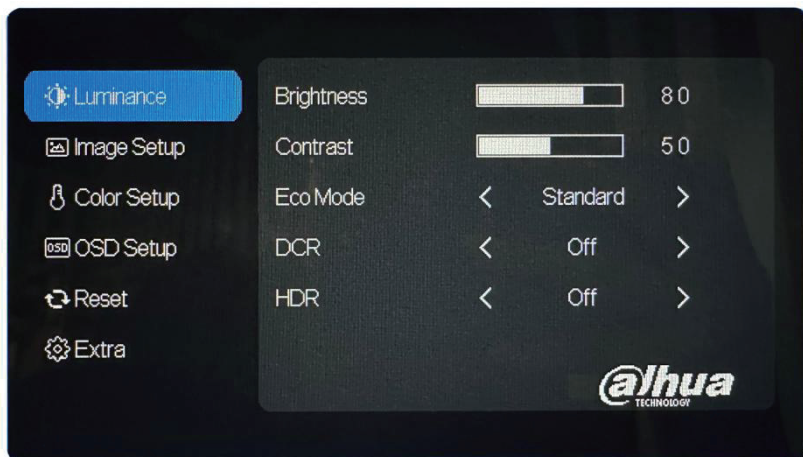 Luminance
Image Setup
Color Setup
OSD OSD Setup
Reset
Extra
Brightness 80
Contrast 50
Eco Mode < Standard >
DCR < Off >
HDR < Off >
alhua
TECHNOLOGY